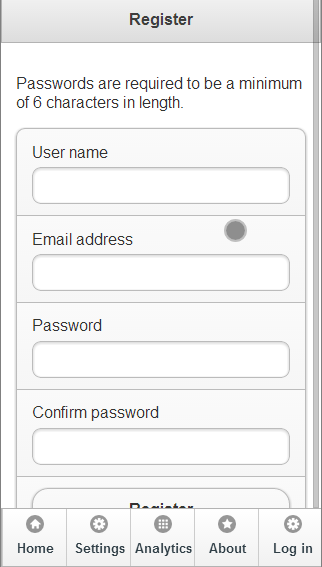 Register
Passwords are required to be a minimum
of 6 characters in length.
User name
Email address
Password
Confirm password
Register
Home Settings Analytics About Log in